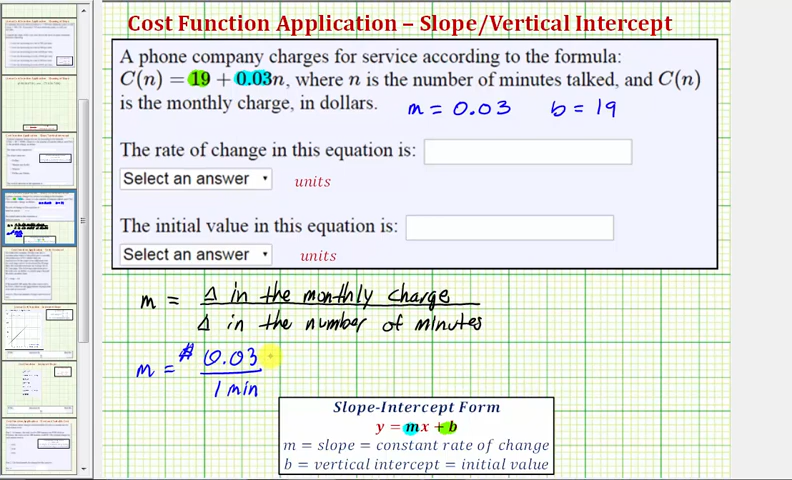 Cost Function Application – Slope/Vertical Intercept
A phone company charges for service according to the formula:
C(n) = 19 + 0.03n, where n is the number of minutes talked, and C(n)
is the monthly charge, in dollars. m = 0.03 b = 19
The rate of change in this equation is:
Select an answer units
The initial value in this equation is:
Select an answer units
m = Δ in the monthly charge
Δ in the number of minutes
m = $0.03
1 min
Slope-Intercept Form
y = mx + b
m = slope = constant rate of change
b = vertical intercept = initial value